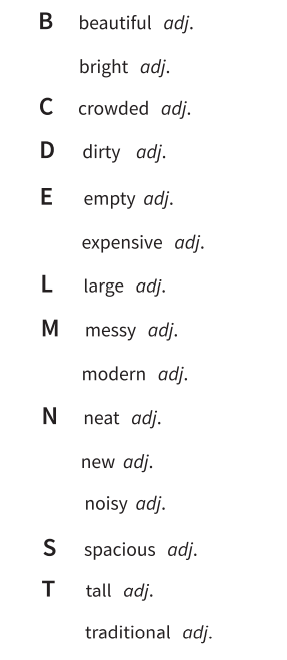 B beautiful adj.
bright adj.
C crowded adj.
D dirty adj.
E empty adj.
expensive adj.
L large adj.
M messy adj.
modern adj.
N neat adj.
new adj.
noisy adj.
S spacious adj.
T tall adj.
traditional adj.